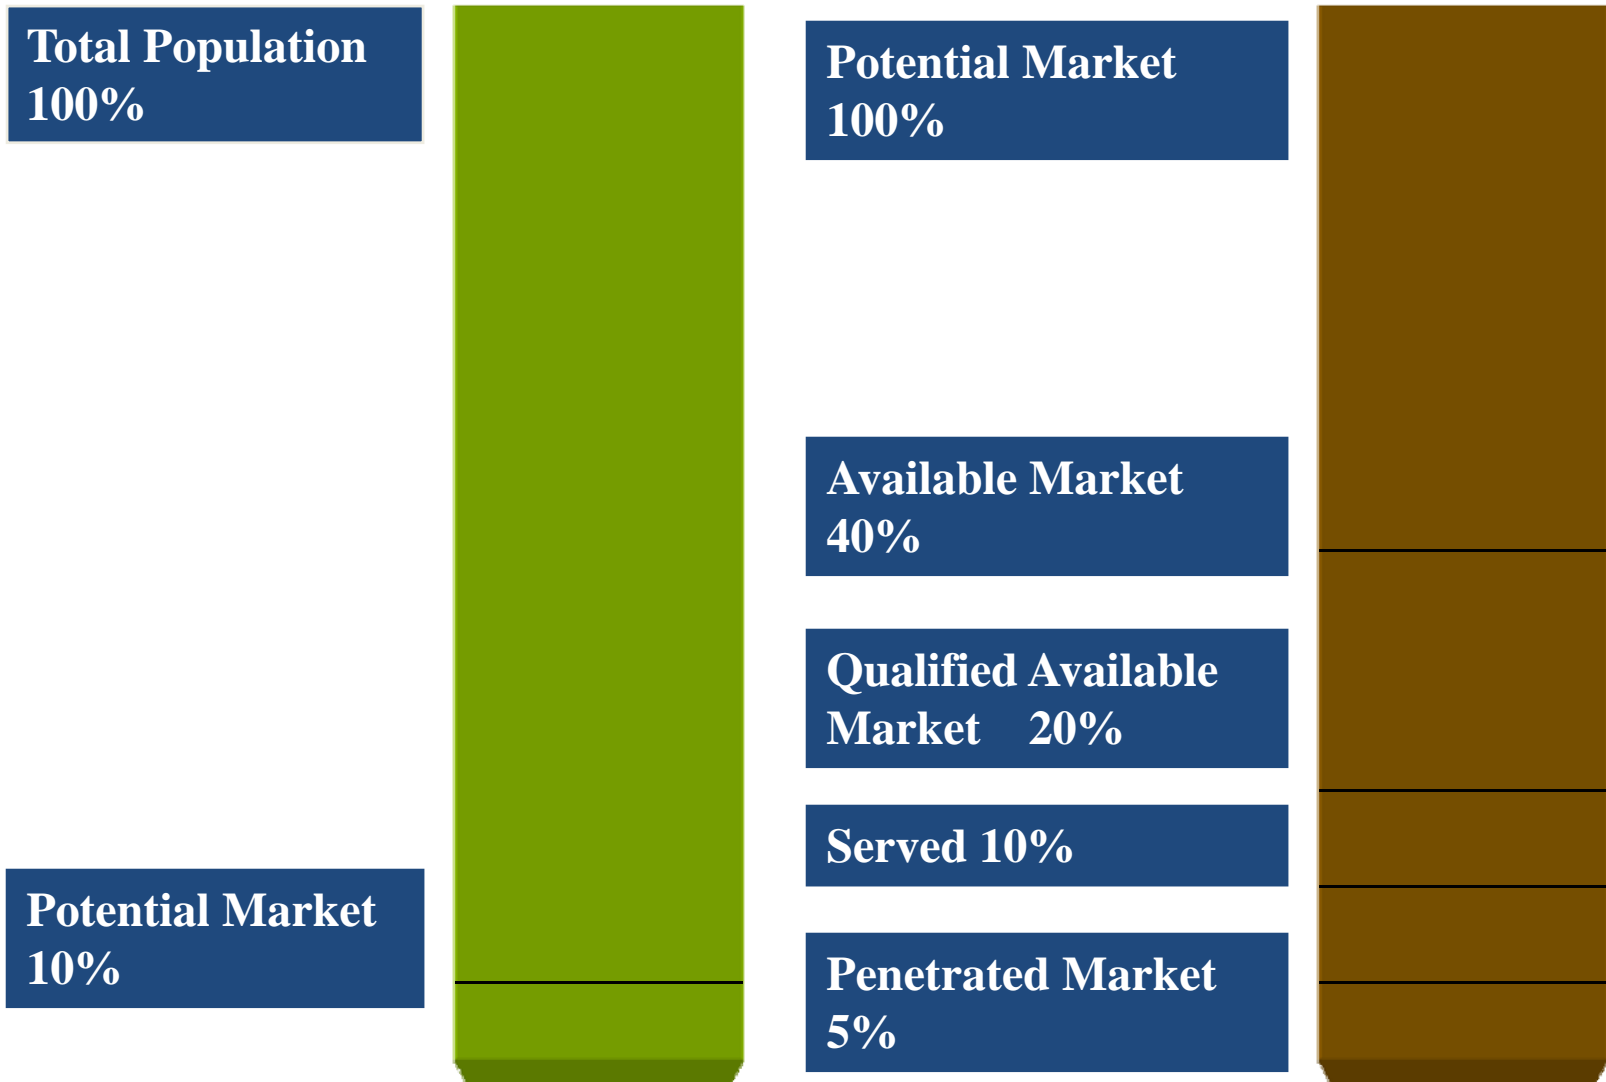 Total Population
100%
Potential Market
10%
Potential Market
100%
Available Market
40%
Qualified Available
Market 20%
Served 10%
Penetrated Market
5%